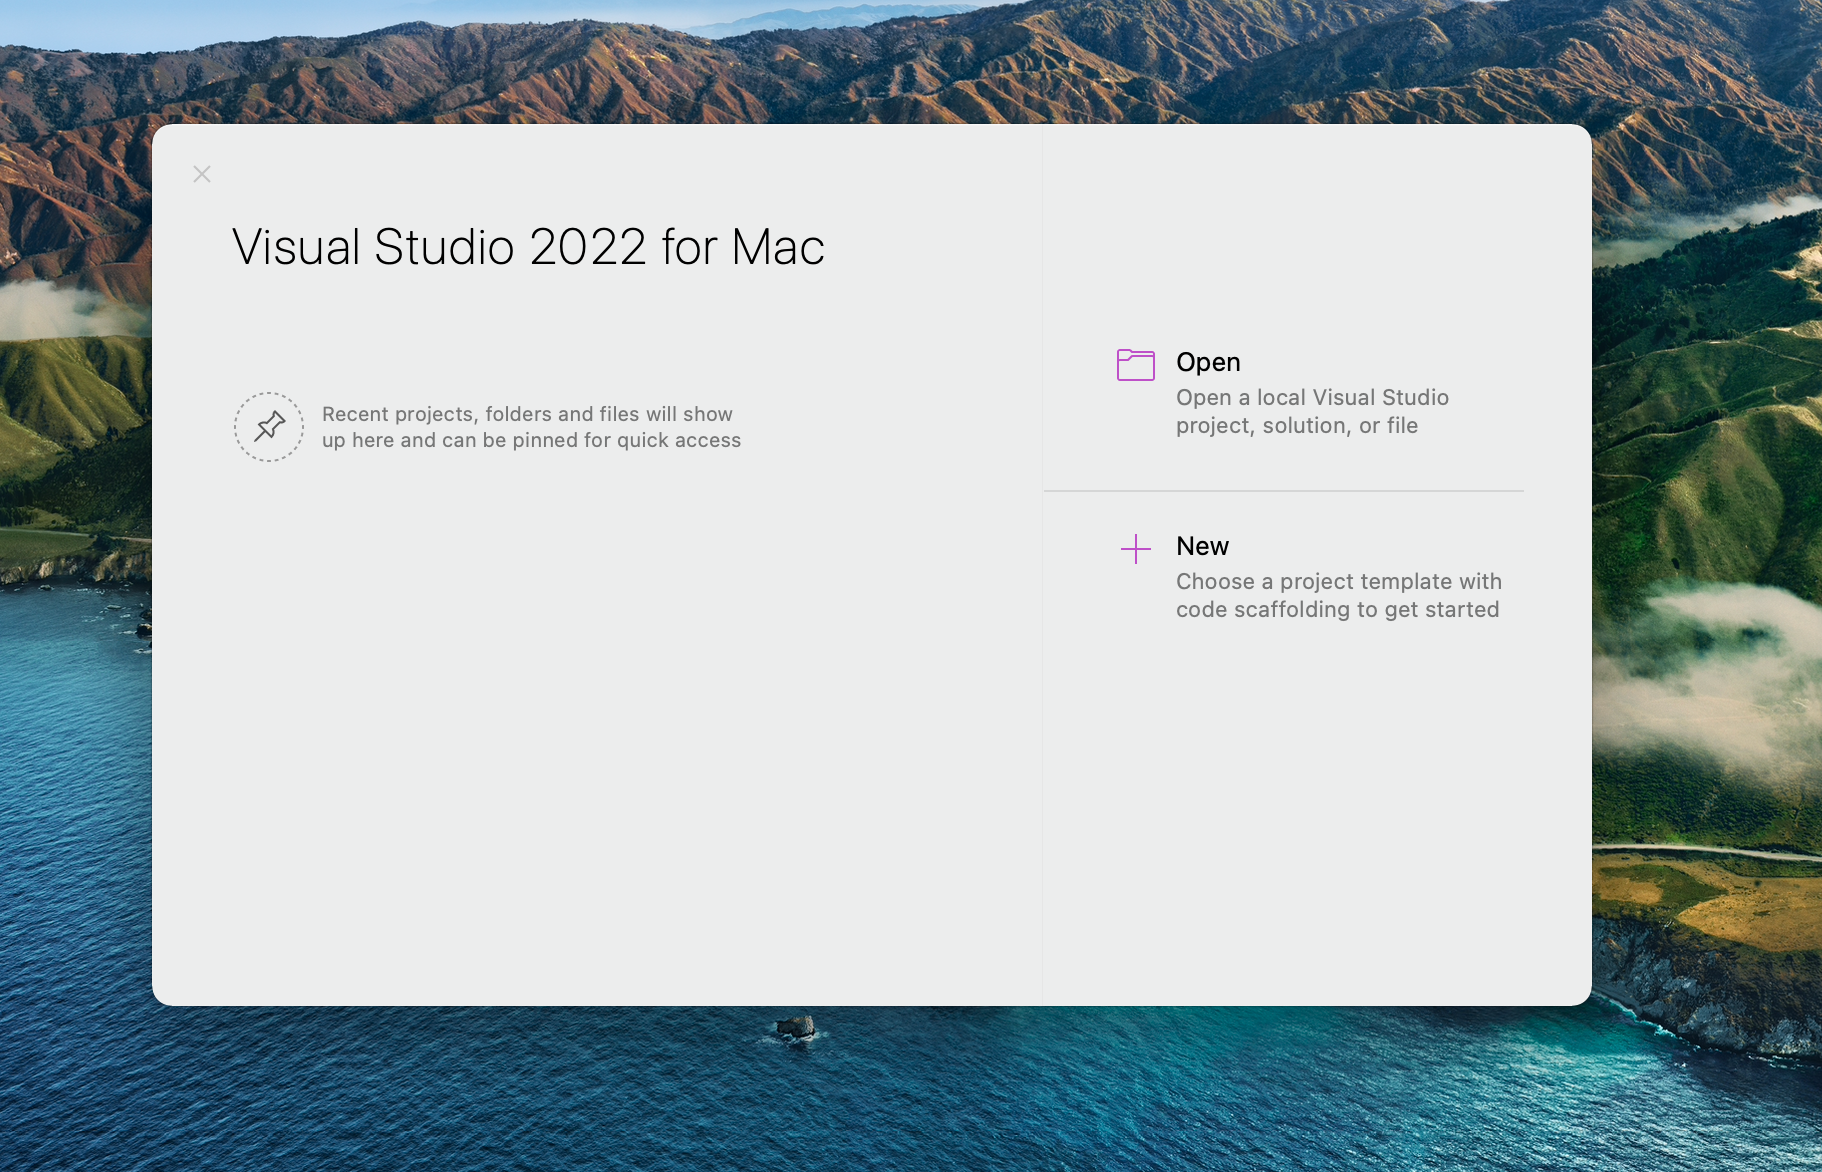 Visual Studio 2022 for Mac
Recent projects, folders and files will show
up here and can be pinned for quick access
Open
Open a local Visual Studio
project, solution, or file
New
Choose a project template with
code scaffolding to get started